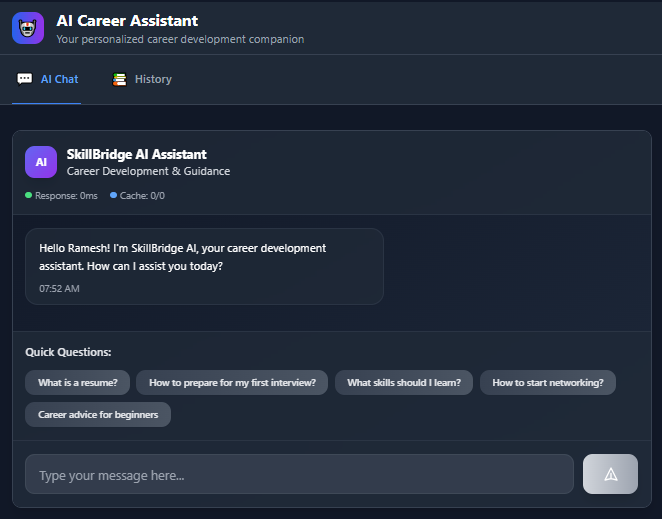 AI Career Assistant
Your personalized career development companion
AI Chat
History
AI
SkillBridge AI Assistant
Career Development & Guidance
Response: 0ms
Cache: 0/0
Hello Ramesh! I'm SkillBridge AI, your career development
assistant. How can I assist you today?
07:52 AM
Quick Questions:
What is a resume?
How to prepare for my first interview?
What skills should I learn?
How to start networking?
Career advice for beginners
Type your message here...